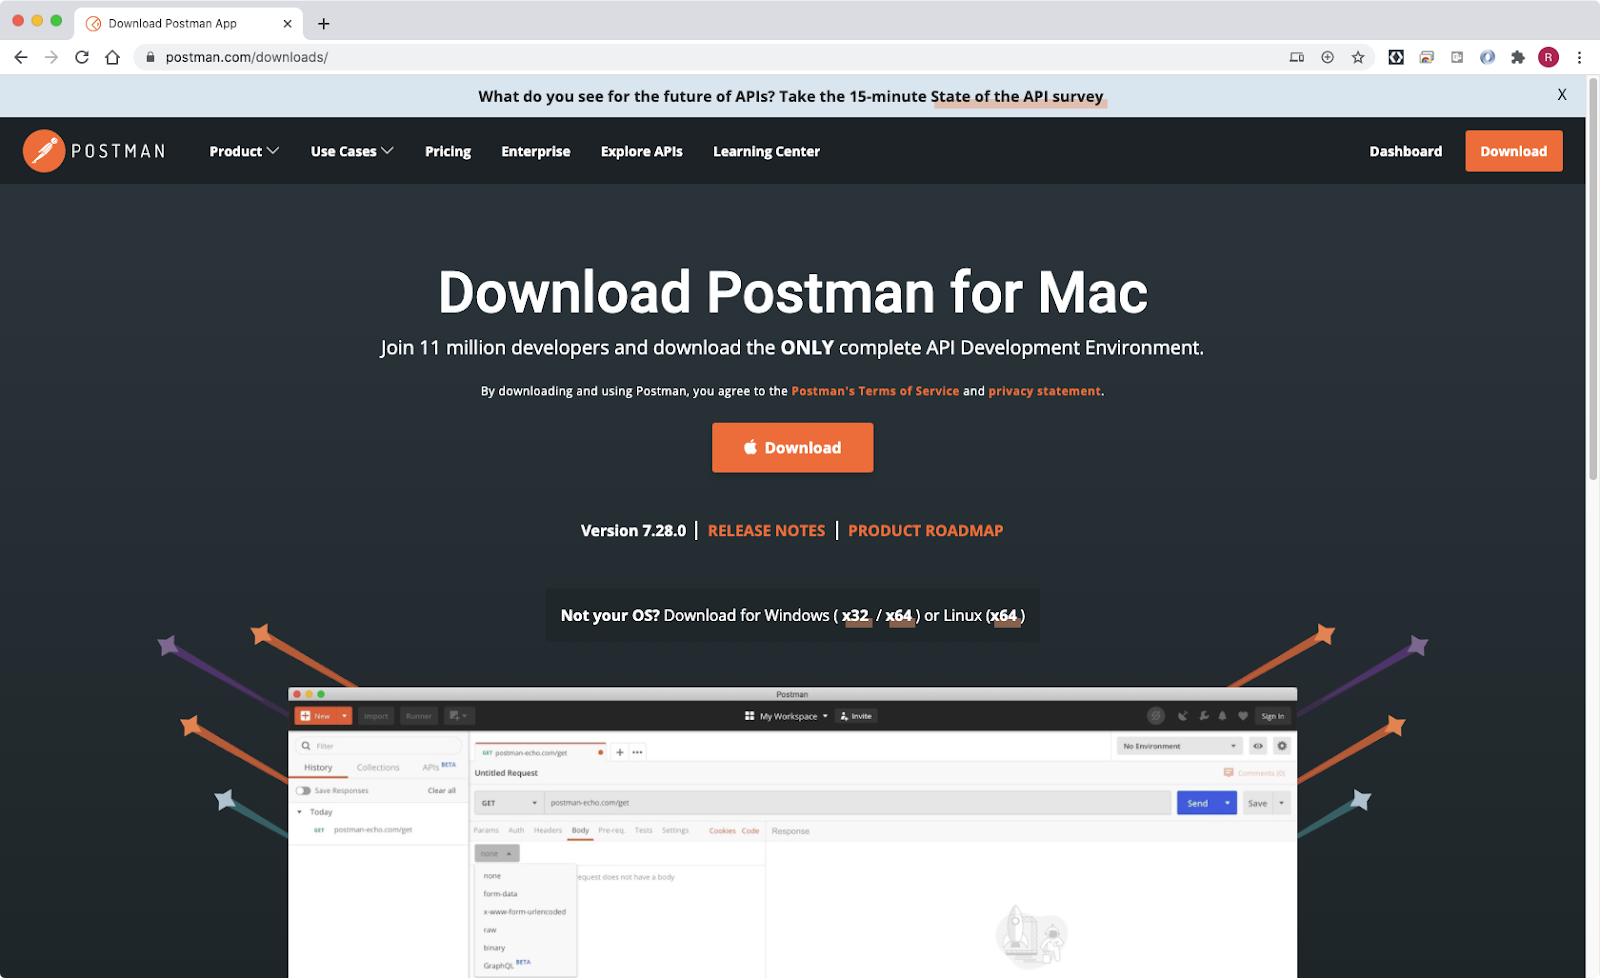 Download Postman App
postman.com/downloads/
R
What do you see for the future of APIs? Take the 15-minute State of the API survey X
POSTMAN Product Use Cases Pricing Enterprise Explore APIs Learning Center Dashboard Download
Download Postman for Mac
Join 11 million developers and download the ONLY complete API Development Environment.
By downloading and using Postman, you agree to the Postman's Terms of Service and privacy statement.
Download
Version 7.28.0 | RELEASE NOTES | PRODUCT ROADMAP
Not your OS? Download for Windows ( x32 / x64 ) or Linux (x64 )
Postman
New Import Runner My Workspace Invite Sign In
Filter GET postman-echo.com/get No Environment
History Collections APIs BETA Untitled Request Comments (0)
Save Responses Clear all
Today GET postman-echo.com/get Send Save
GET postman-echo.com/get Params Auth Headers Body Pre-req. Tests Settings Cookies Code Response
none
none equest does not have a body
form-data
x-www-form-urlencoded
raw
binary
GraphQL BETA